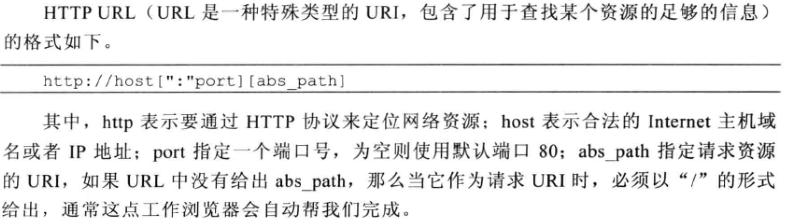 HTTP URL（URL 是一种特殊类型的 URI，包含了用于查找某个资源的足够的信息）
的格式如下。
http://host[":"port][abs_path]
其中，http 表示要通过 HTTP 协议来定位网络资源；host 表示合法的 Internet 主机域
名或者 IP 地址；port 指定一个端口号，为空则使用默认端口 80；abs_path 指定请求资源
的 URI，如果 URL 中没有给出 abs_path，那么当它作为请求 URI 时，必须以“/”的形式
给出，通常这点工作浏览器会自动帮我们完成。